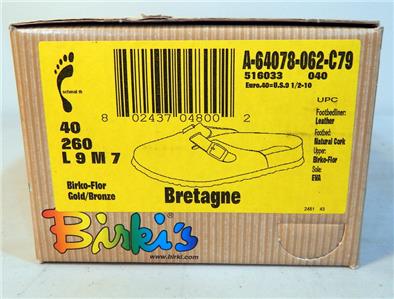 A-64078-062-C79
516033 040
Euro.40=U.S.9 1/2-10
schmal
8 02437 04800 2
UPC
40
260
L 9 M 7
Footbedliner:
Leather
Footbed:
Natural Cork
Upper:
Birko-Flor
Sole:
EVA
Birko-Flor
Gold/Bronze
Bretagne
2481 43
Birki's
www.birki.com